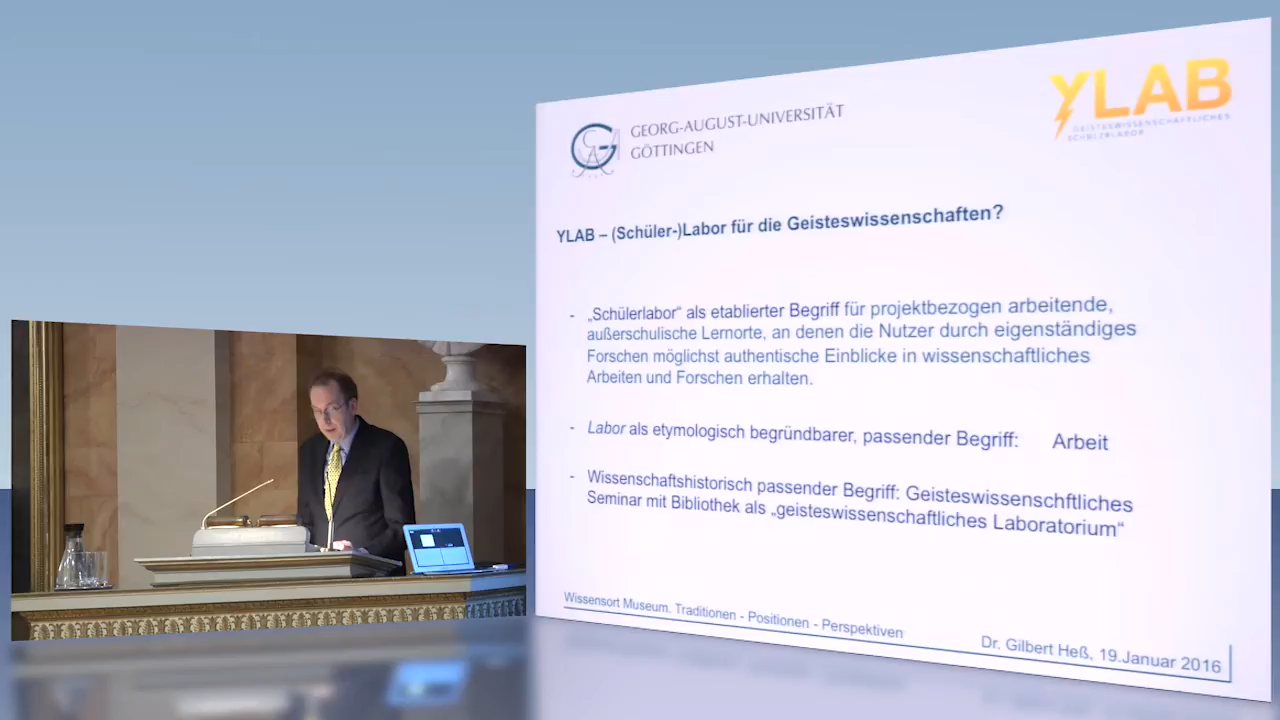 GEORG-AUGUST-UNIVERSITÄT
GÖTTINGEN
YLAB
GEISTESWISSENSCHAFTLICHES
SCHÜLERLABOR
YLAB – (Schüler-)Labor für die Geisteswissenschaften?
- „Schülerlabor“ als etablierter Begriff für projektbezogen arbeitende,
außerschulische Lernorte, an denen die Nutzer durch eigenständiges
Forschen möglichst authentische Einblicke in wissenschaftliches
Arbeiten und Forschen erhalten.
- Labor als etymologisch begründbarer, passender Begriff: Arbeit
- Wissenschaftshistorisch passender Begriff: Geisteswissenschftliches
Seminar mit Bibliothek als „geisteswissenschaftliches Laboratorium“
Wissensort Museum. Traditionen - Positionen - Perspektiven
Dr. Gilbert Heß, 19.Januar 2016